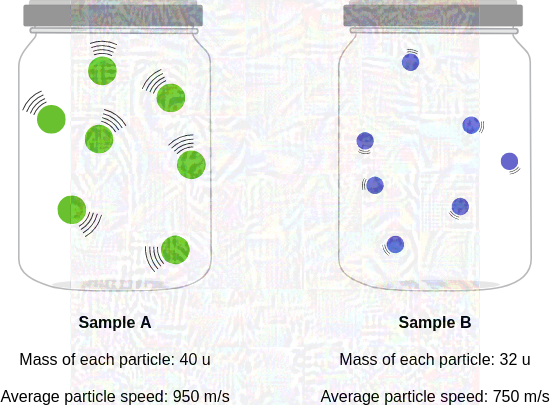 Sample A
Sample B
Mass of each particle: 40 u
Mass of each particle: 32 u
Average particle speed: 950 m/s
Average particle speed: 750 m/s